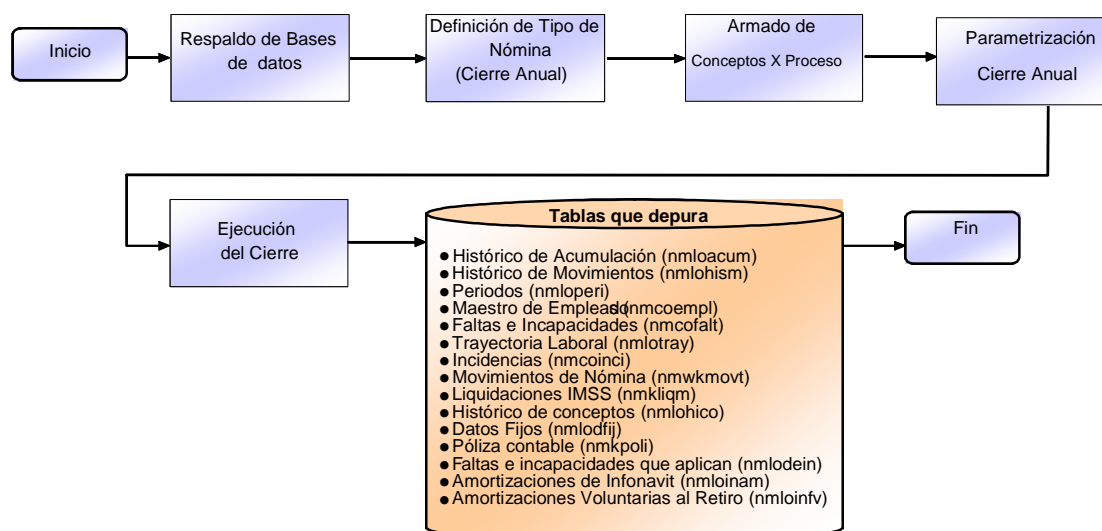 Inicio
Respaldo de Bases
de datos
Definición de Tipo de
Nómina
(Cierre Anual)
Armado de
Conceptos X Proceso
Parametrización
Cierre Anual
Ejecución
del Cierre
Tablas que depura
● Histórico de Acumulación (nmloacum)
● Histórico de Movimientos (nmlohism)
● Periodos (nmloperi)
● Maestro de Empleado(nmcoempl)
● Faltas e Incapacidades (nmcofalt)
● Trayectoria Laboral (nmlotray)
● Incidencias (nmcoinci)
● Movimientos de Nómina (nmwkmovt)
● Liquidaciones IMSS (nmkliqm)
● Histórico de conceptos (nmlohico)
● Datos Fijos (nmlodfij)
● Póliza contable (nmkpoli)
● Faltas e incapacidades que aplican (nmlodein)
● Amortizaciones de Infonavit (nmloinam)
● Amortizaciones Voluntarias al Retiro (nmloinfv)
Fin